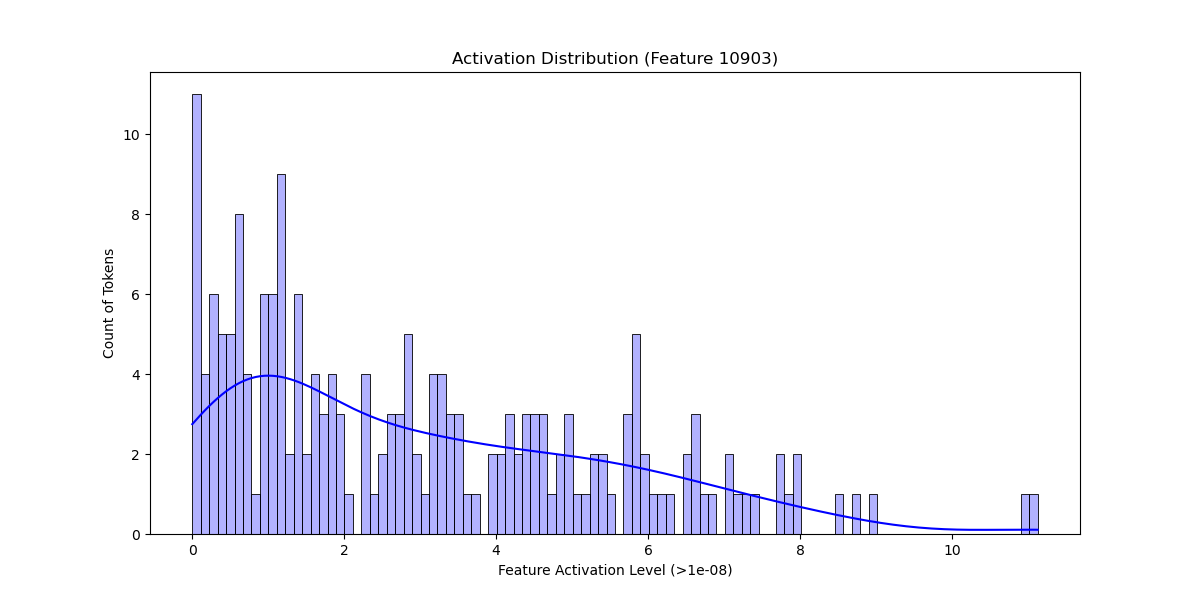 Activation Distribution (Feature 10903)
10
8
6
4
2
0
Count of Tokens
0 2 4 6 8 10
Feature Activation Level (>1e-08)